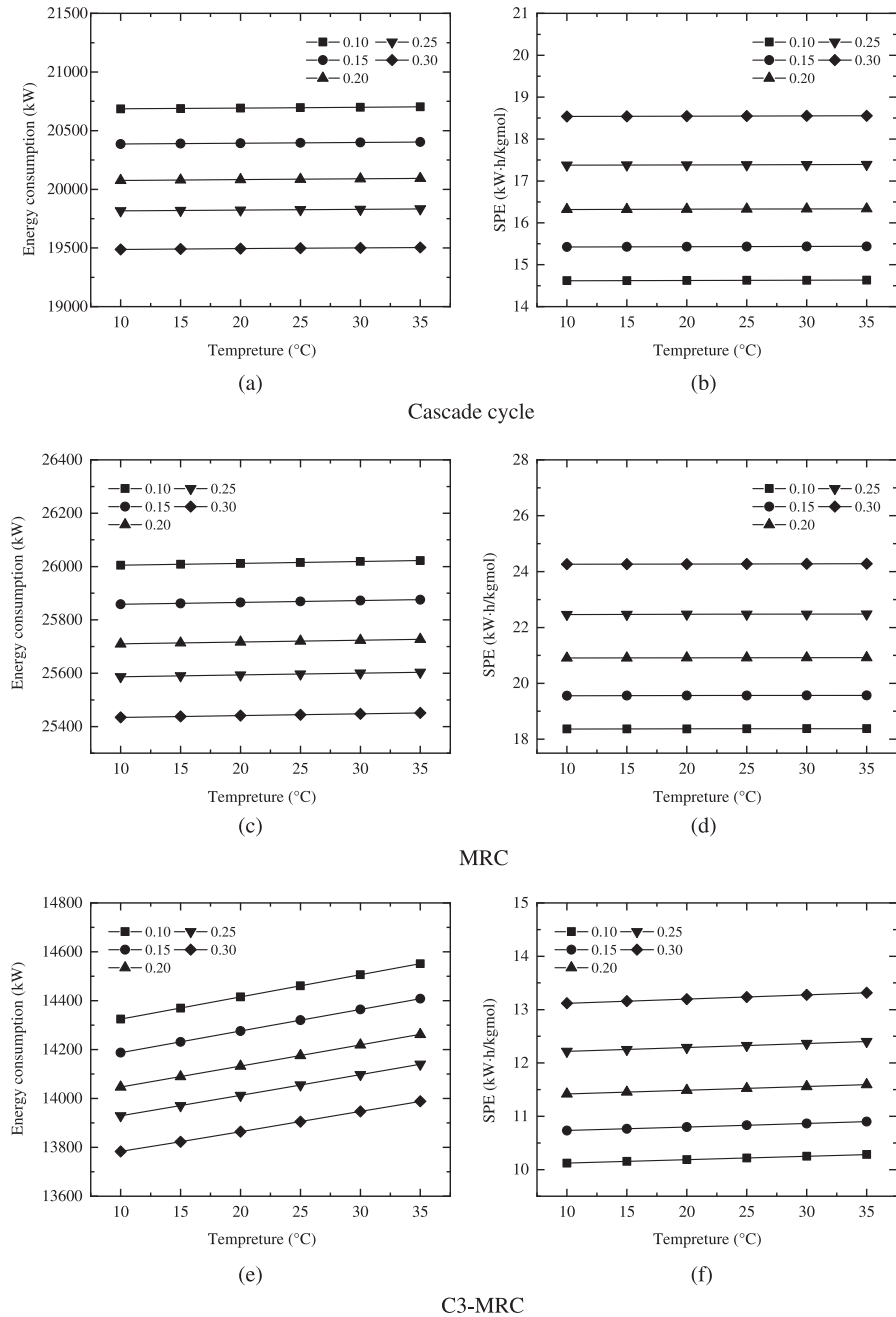 21500
21000
20500
20000
19500
19000
Energy consumption (kW)
0.10 0.25
0.15 0.30
0.20
10 15 20 25 30 35
Tempreture (°C)
(a)
21
20
19
18
17
16
15
14
SPE (kW·h/kgmol)
0.10 0.25
0.15 0.30
0.20
10 15 20 25 30 35
Tempreture (°C)
(b)
Cascade cycle
26400
26200
26000
25800
25600
25400
Energy consumption (kW)
0.10 0.25
0.15 0.30
0.20
10 15 20 25 30 35
Tempreture (°C)
(c)
28
26
24
22
20
18
SPE (kW·h/kgmol)
0.10 0.25
0.15 0.30
0.20
10 15 20 25 30 35
Tempreture (°C)
(d)
MRC
14800
14600
14400
14200
14000
13800
13600
Energy consumption (kW)
0.10 0.25
0.15 0.30
0.20
10 15 20 25 30 35
Tempreture (°C)
(e)
15
14
13
12
11
10
SPE (kW·h/kgmol)
0.10 0.25
0.15 0.30
0.20
10 15 20 25 30 35
Tempreture (°C)
(f)
C3-MRC